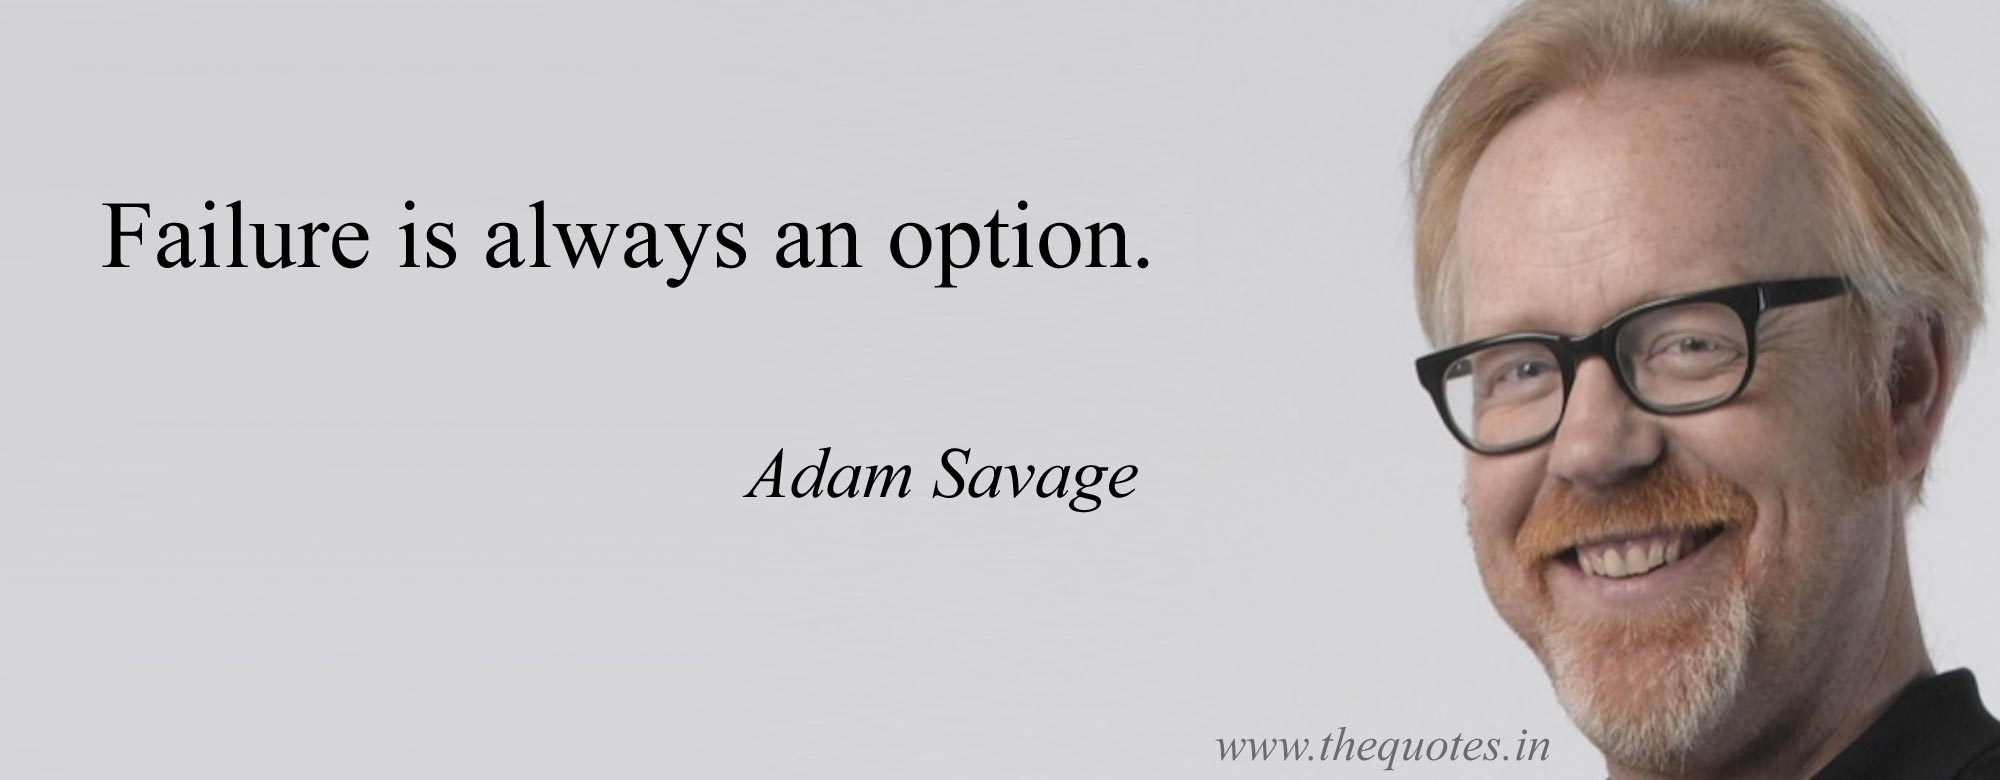 Failure is always an option.
Adam Savage
www.thequotes.in